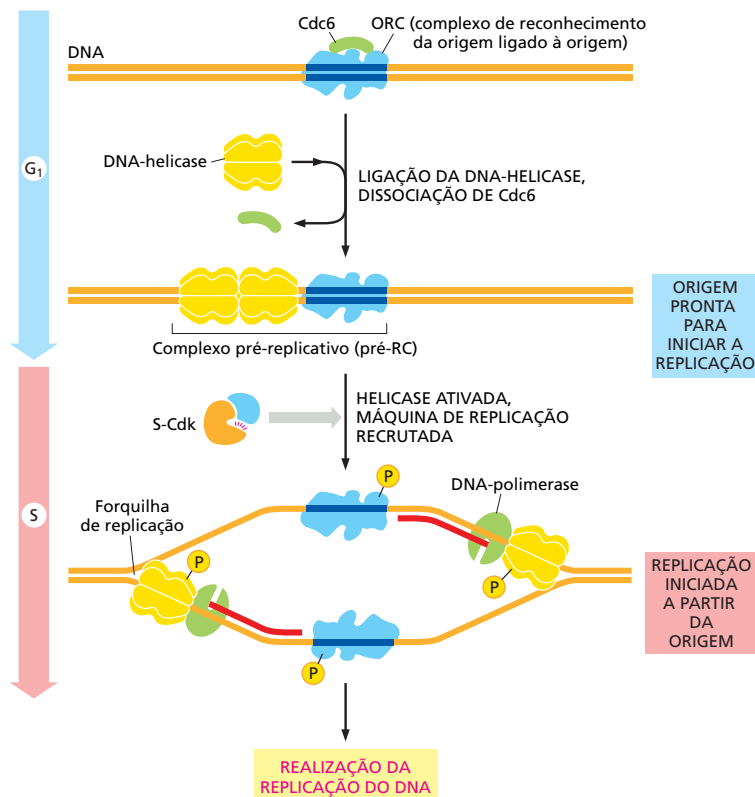 Cdc6
ORC (complexo de reconhecimento
da origem ligado à origem)
DNA
G1
DNA-helicase
LIGAÇÃO DA DNA-HELICASE,
DISSOCIAÇÃO DE Cdc6
Complexo pré-replicativo (pré-RC)
ORIGEM
PRONTA
PARA
INICIAR A
REPLICAÇÃO
S-Cdk
HELICASE ATIVADA,
MÁQUINA DE REPLICAÇÃO
RECRUTADA
S
P
DNA-polimerase
Forquilha
de replicação
P
P
P
REPLICAÇÃO
INICIADA
A PARTIR
DA
ORIGEM
REALIZAÇÃO DA
REPLICAÇÃO DO DNA